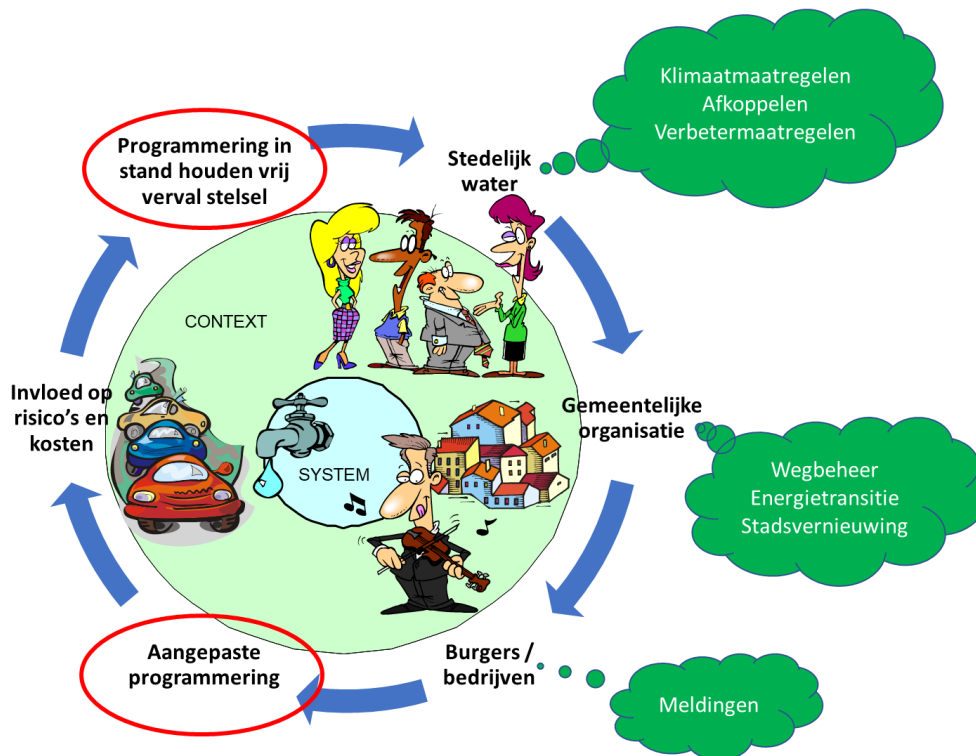 Klimaatmaatregelen
Afkoppelen
Verbetermaatregelen
Programmering in
stand houden vrij
verval stelsel
Stedelijk
water
CONTEXT
Invloed op
risico's en
kosten
SYSTEM
Gemeentelijke
organisatie
Wegbeheer
Energietransitie
Stadsvernieuwing
Aangepaste
programmering
Burgers /
bedrijven
Meldingen